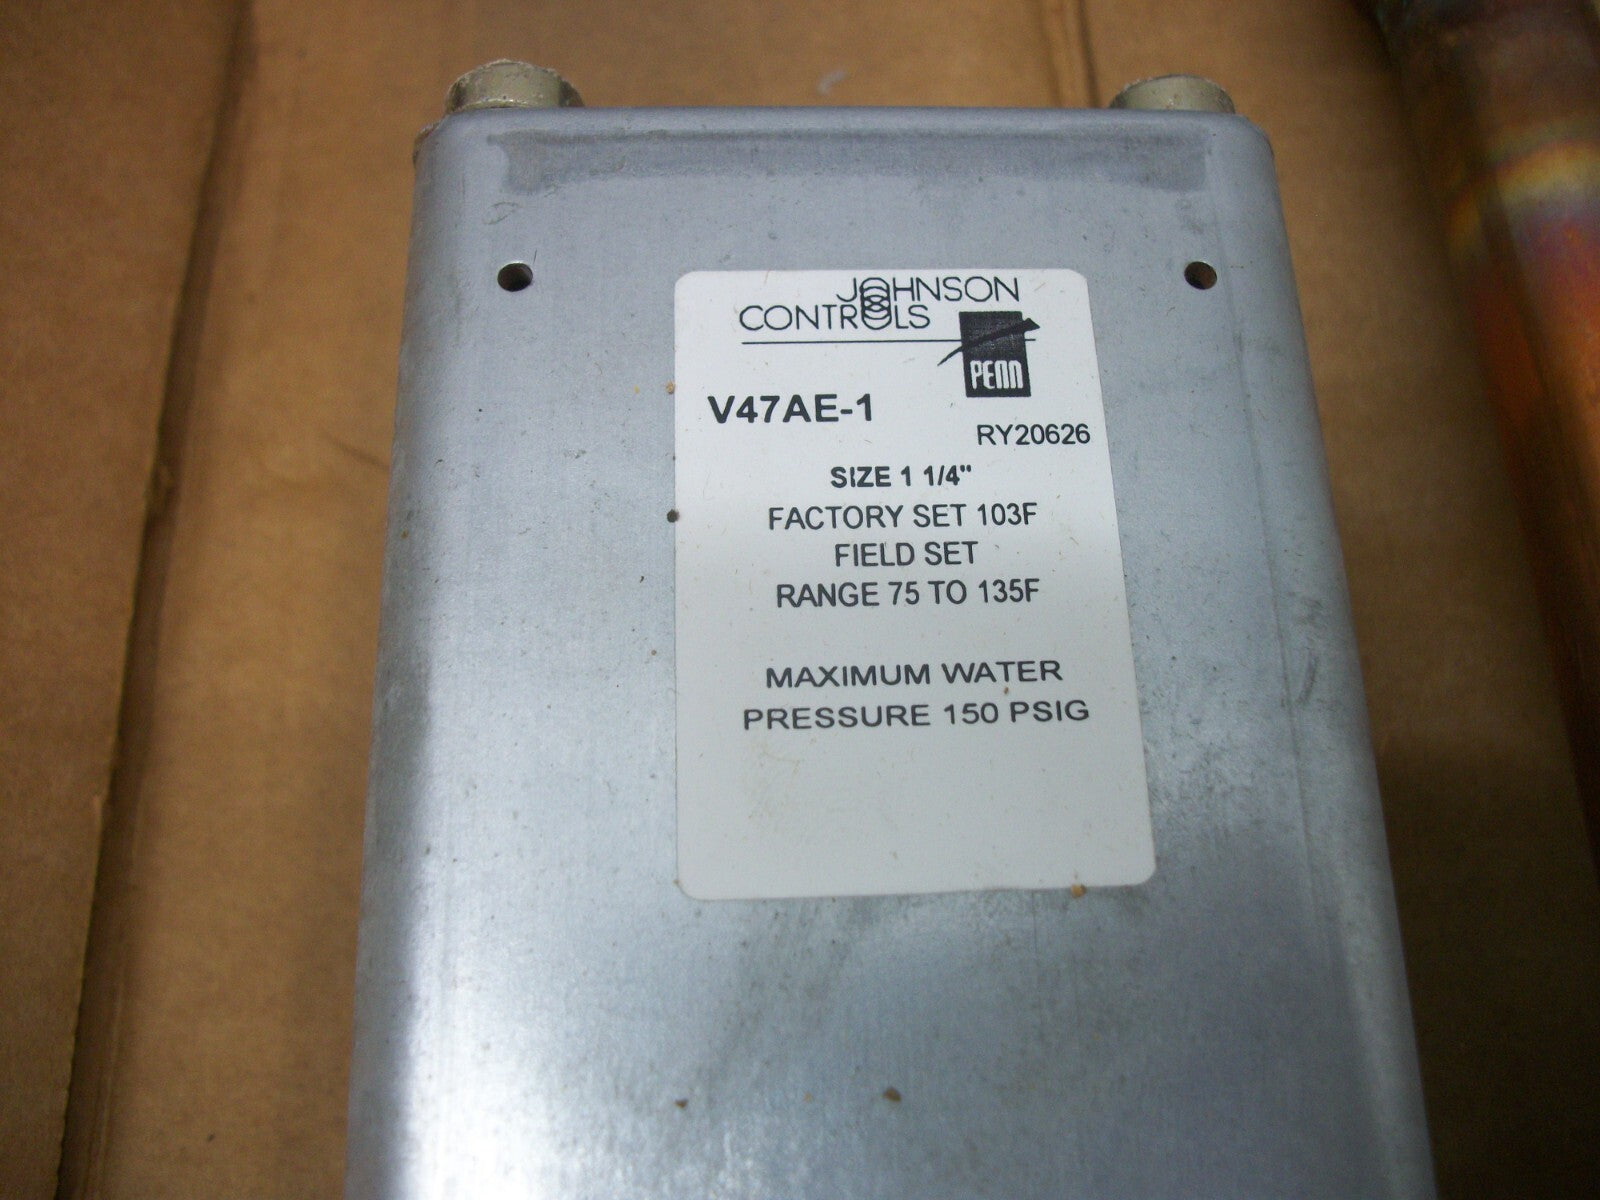 JOHNSON
CONTROLS
PENN
V47AE-1
RY20626
SIZE 1 1/4"
FACTORY SET 103F
FIELD SET
RANGE 75 TO 135F
MAXIMUM WATER
PRESSURE 150 PSIG